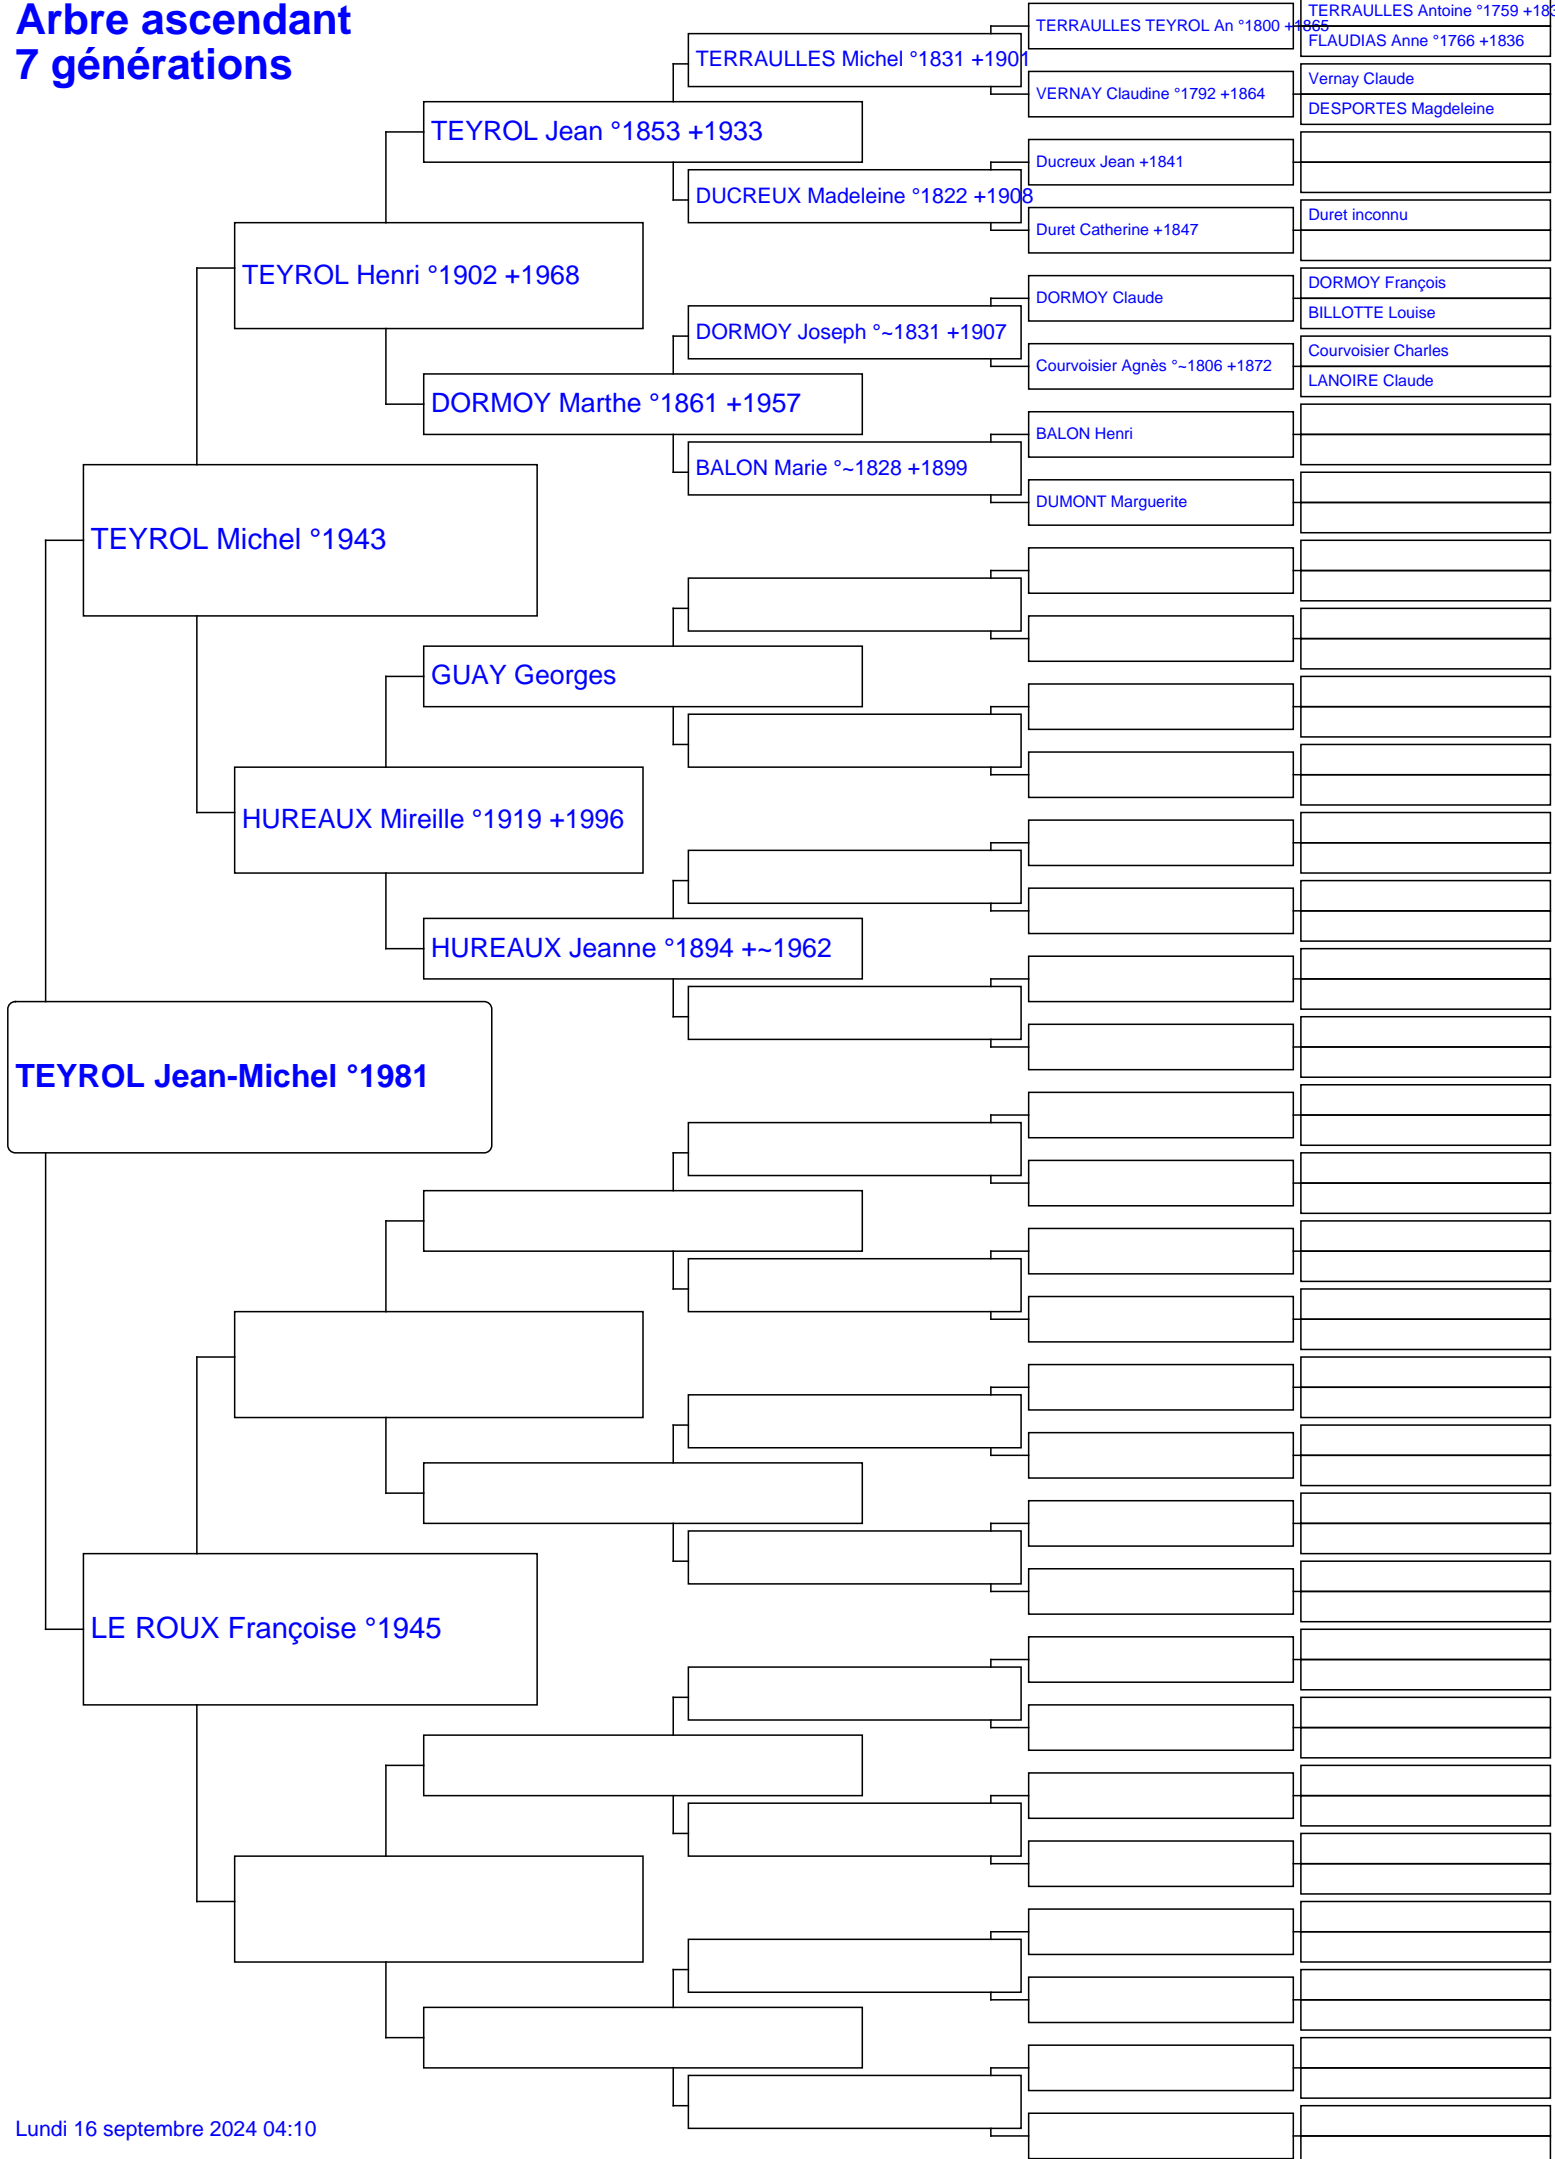 Arbre ascendant
7 générations
TERRAULLES TEYROL An °1800 +1865
TERRAULLES Antoine °1759
FLAUDIAS Anne °1766 +1836
TERRAULLES Michel °1831 +1901
VERNAY Claudine °1792 +1864
Vernay Claude
DESPORTES Magdeleine
TEYROL Jean °1853 +1933
Ducreux Jean +1841
DUCREUX Madeleine °1822 +1908
Duret Catherine +1847
Duret inconnu
TEYROL Henri °1902 +1968
DORMOY Claude
DORMOY François
BILLOTTE Louise
DORMOY Joseph °~1831 +1907
Courvoisier Agnès °~1806 +1872
Courvoisier Charles
LANOIRE Claude
DORMOY Marthe °1861 +1957
BALON Henri
BALON Marie °~1828 +1899
DUMONT Marguerite
TEYROL Michel °1943
GUAY Georges
HUREAUX Mireille °1919 +1996
HUREAUX Jeanne °1894 +~1962
TEYROL Jean-Michel °1981
LE ROUX Françoise °1945
Lundi 16 septembre 2024 04:10